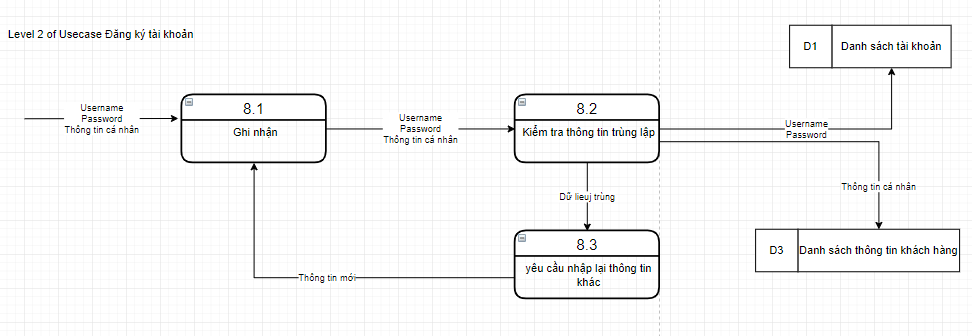 Level 2 of Usecase Đăng ký tài khoản
D1
Danh sách tài khoản
Username
Password
Thông tin cá nhân
8.1
Ghi nhận
Username
Password
Thông tin cá nhân
8.2
Kiểm tra thông tin trùng lập
Username
Password
Thông tin cá nhân
Dữ lieuj trùng
D3
Danh sách thông tin khách hàng
8.3
yêu cầu nhập lại thông tin
khác
Thông tin mới